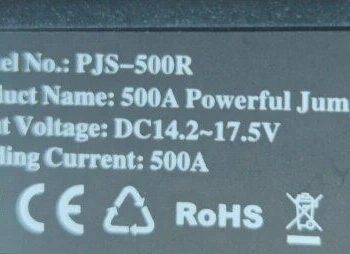 el No.: PJS-500R
duct Name: 500A Powerful Jum
t Voltage: DC14.2~17.5V
ding Current: 500A
CE RoHS